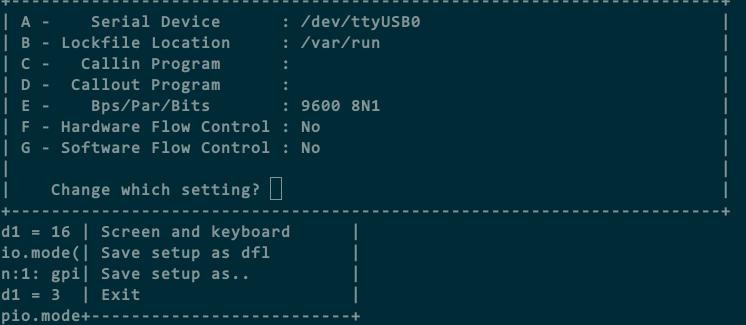 +-----------------------------------------------------------------------+
| A -    Serial Device      : /dev/ttyUSB0                              |
| B - Lockfile Location     : /var/run                                  |
| C -   Callin Program      :                                           |
| D -  Callout Program      :                                           |
| E -    Bps/Par/Bits       : 9600 8N1                                  |
| F - Hardware Flow Control : No                                        |
| G - Software Flow Control : No                                        |
|                                                                       |
|    Change which setting?                                              |
+-----------------------------------------------------------------------+
d1 = 16 | Screen and keyboard      |
io.mode(| Save setup as dfl        |
n:1: gpi| Save setup as..          |
d1 = 3  | Exit                     |
pio.mode+--------------------------+